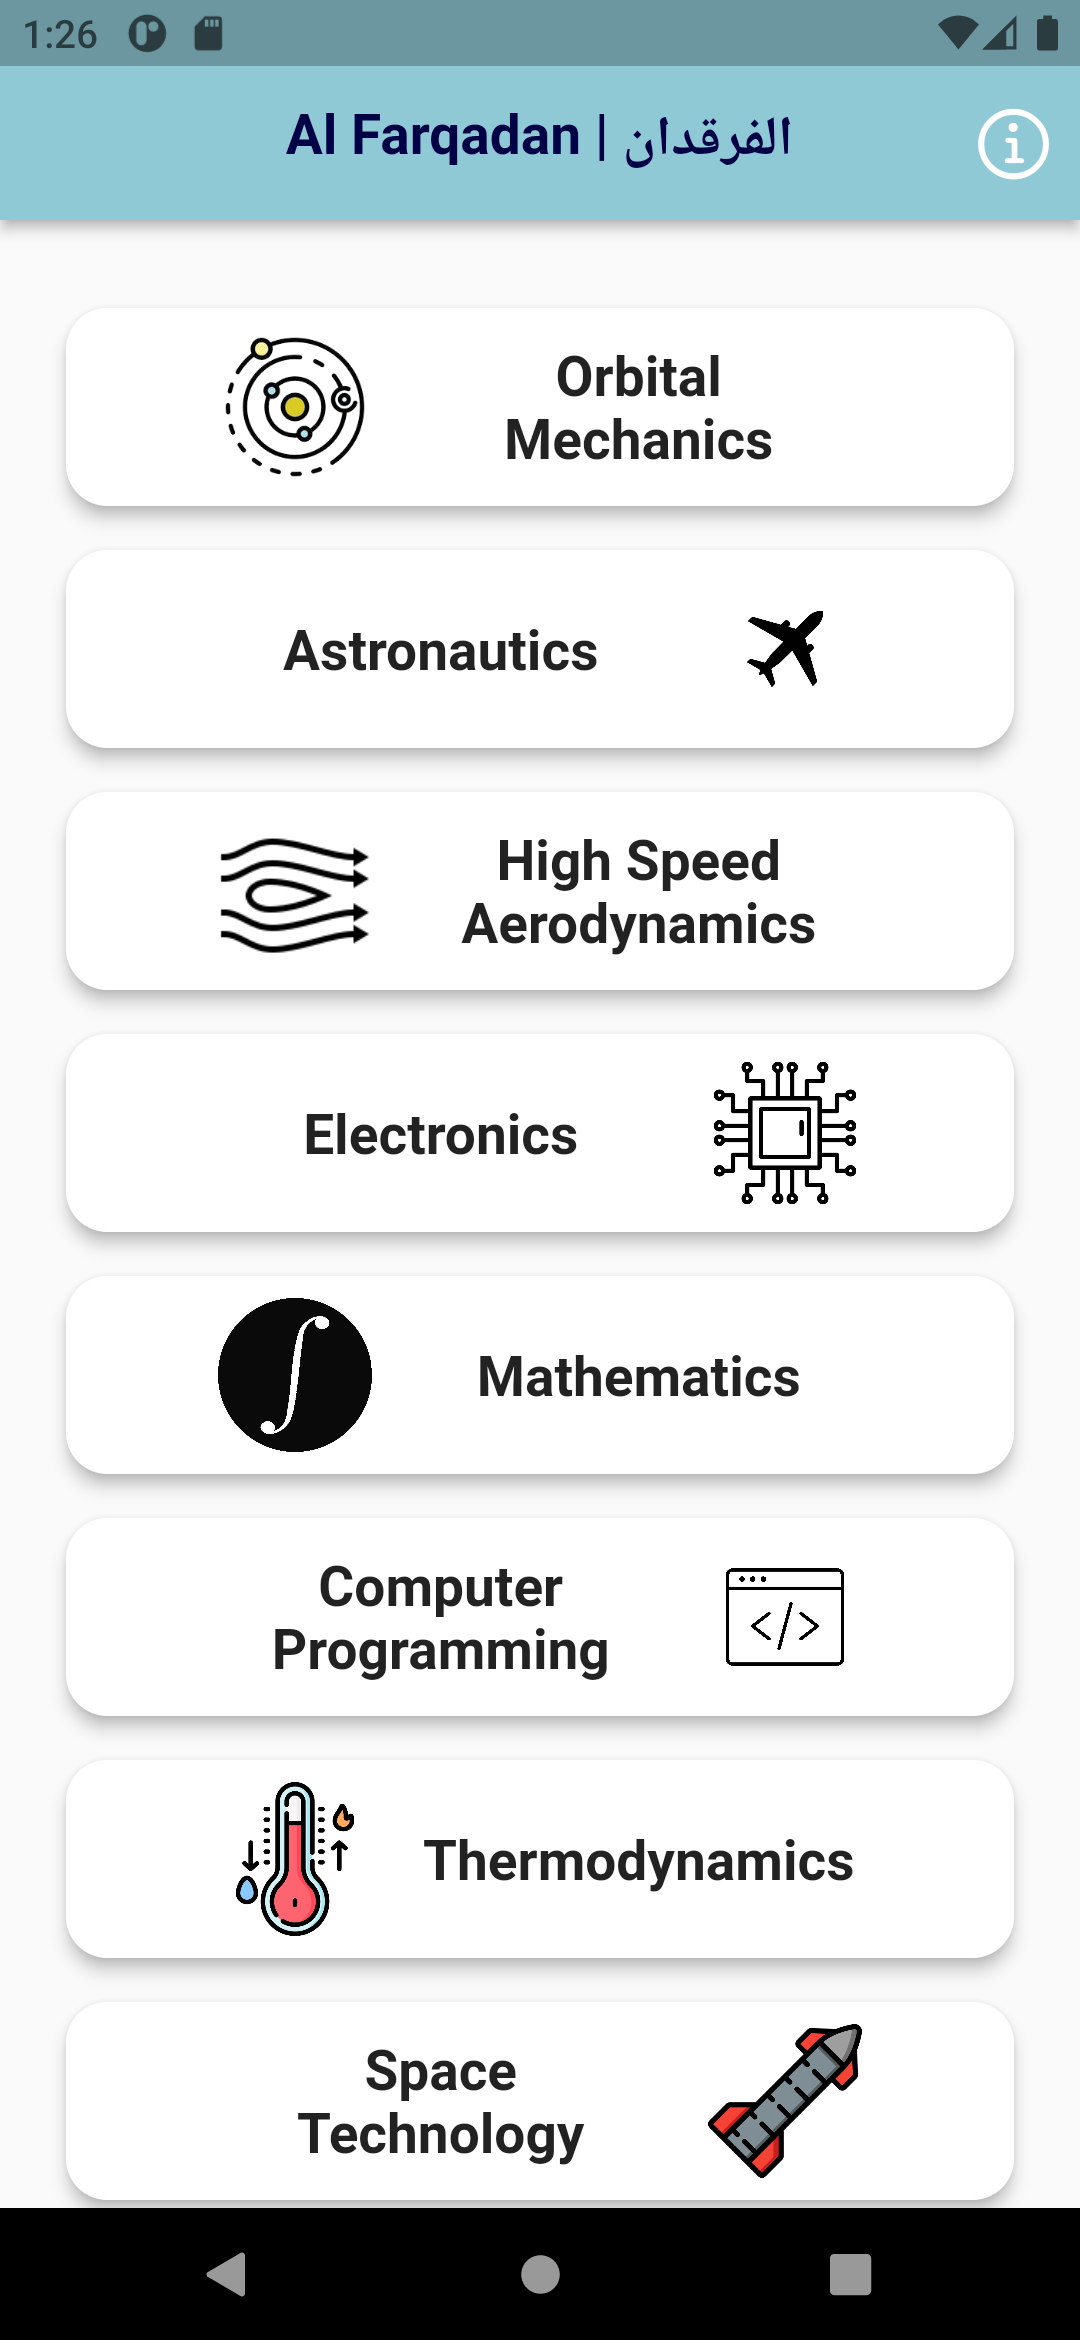 1:26
Al Farqadan | الفرقدان
Orbital
Mechanics
Astronautics
High Speed
Aerodynamics
Electronics
Mathematics
Computer
Programming
Thermodynamics
Space
Technology